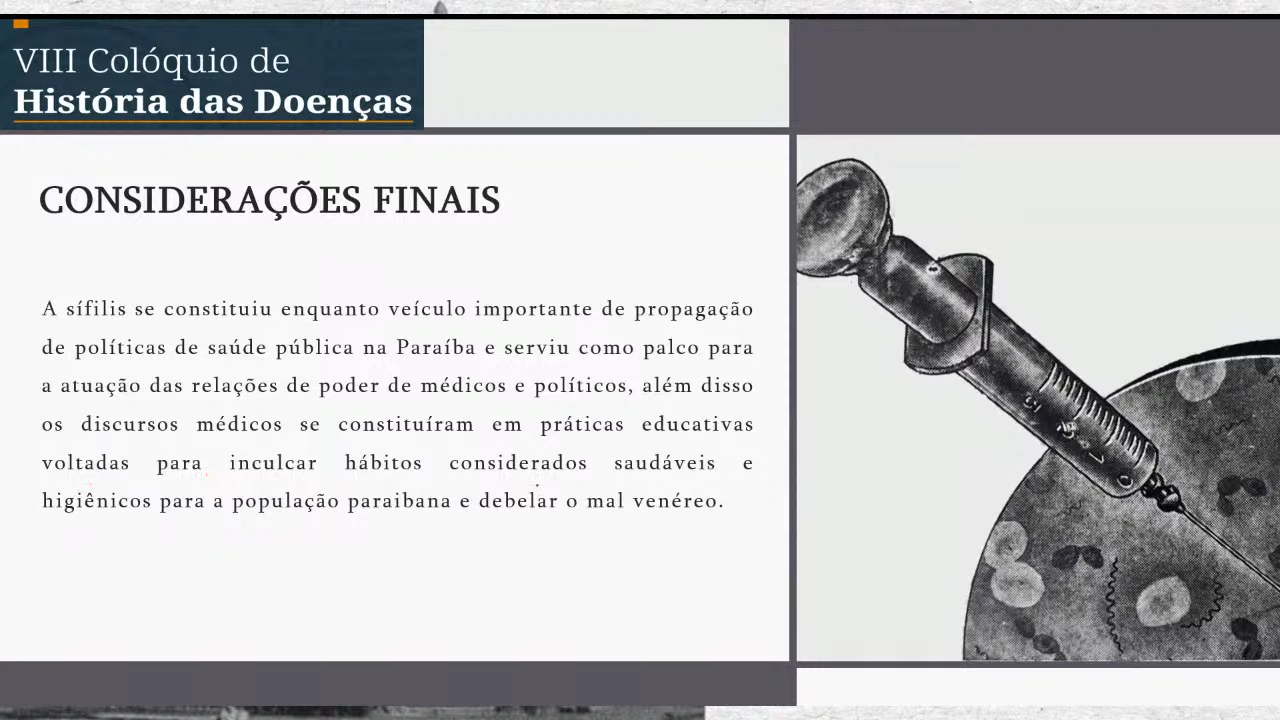 VIII Colóquio de
História das Doenças
CONSIDERAÇÕES FINAIS
A sífilis se constituiu enquanto veículo importante de propagação
de políticas de saúde pública na Paraíba e serviu como palco para
a atuação das relações de poder de médicos e políticos, além disso
os discursos médicos se constituíram em práticas educativas
voltadas para inculcar hábitos considerados saudáveis e
higiênicos para a população paraibana e debelar o mal venéreo.